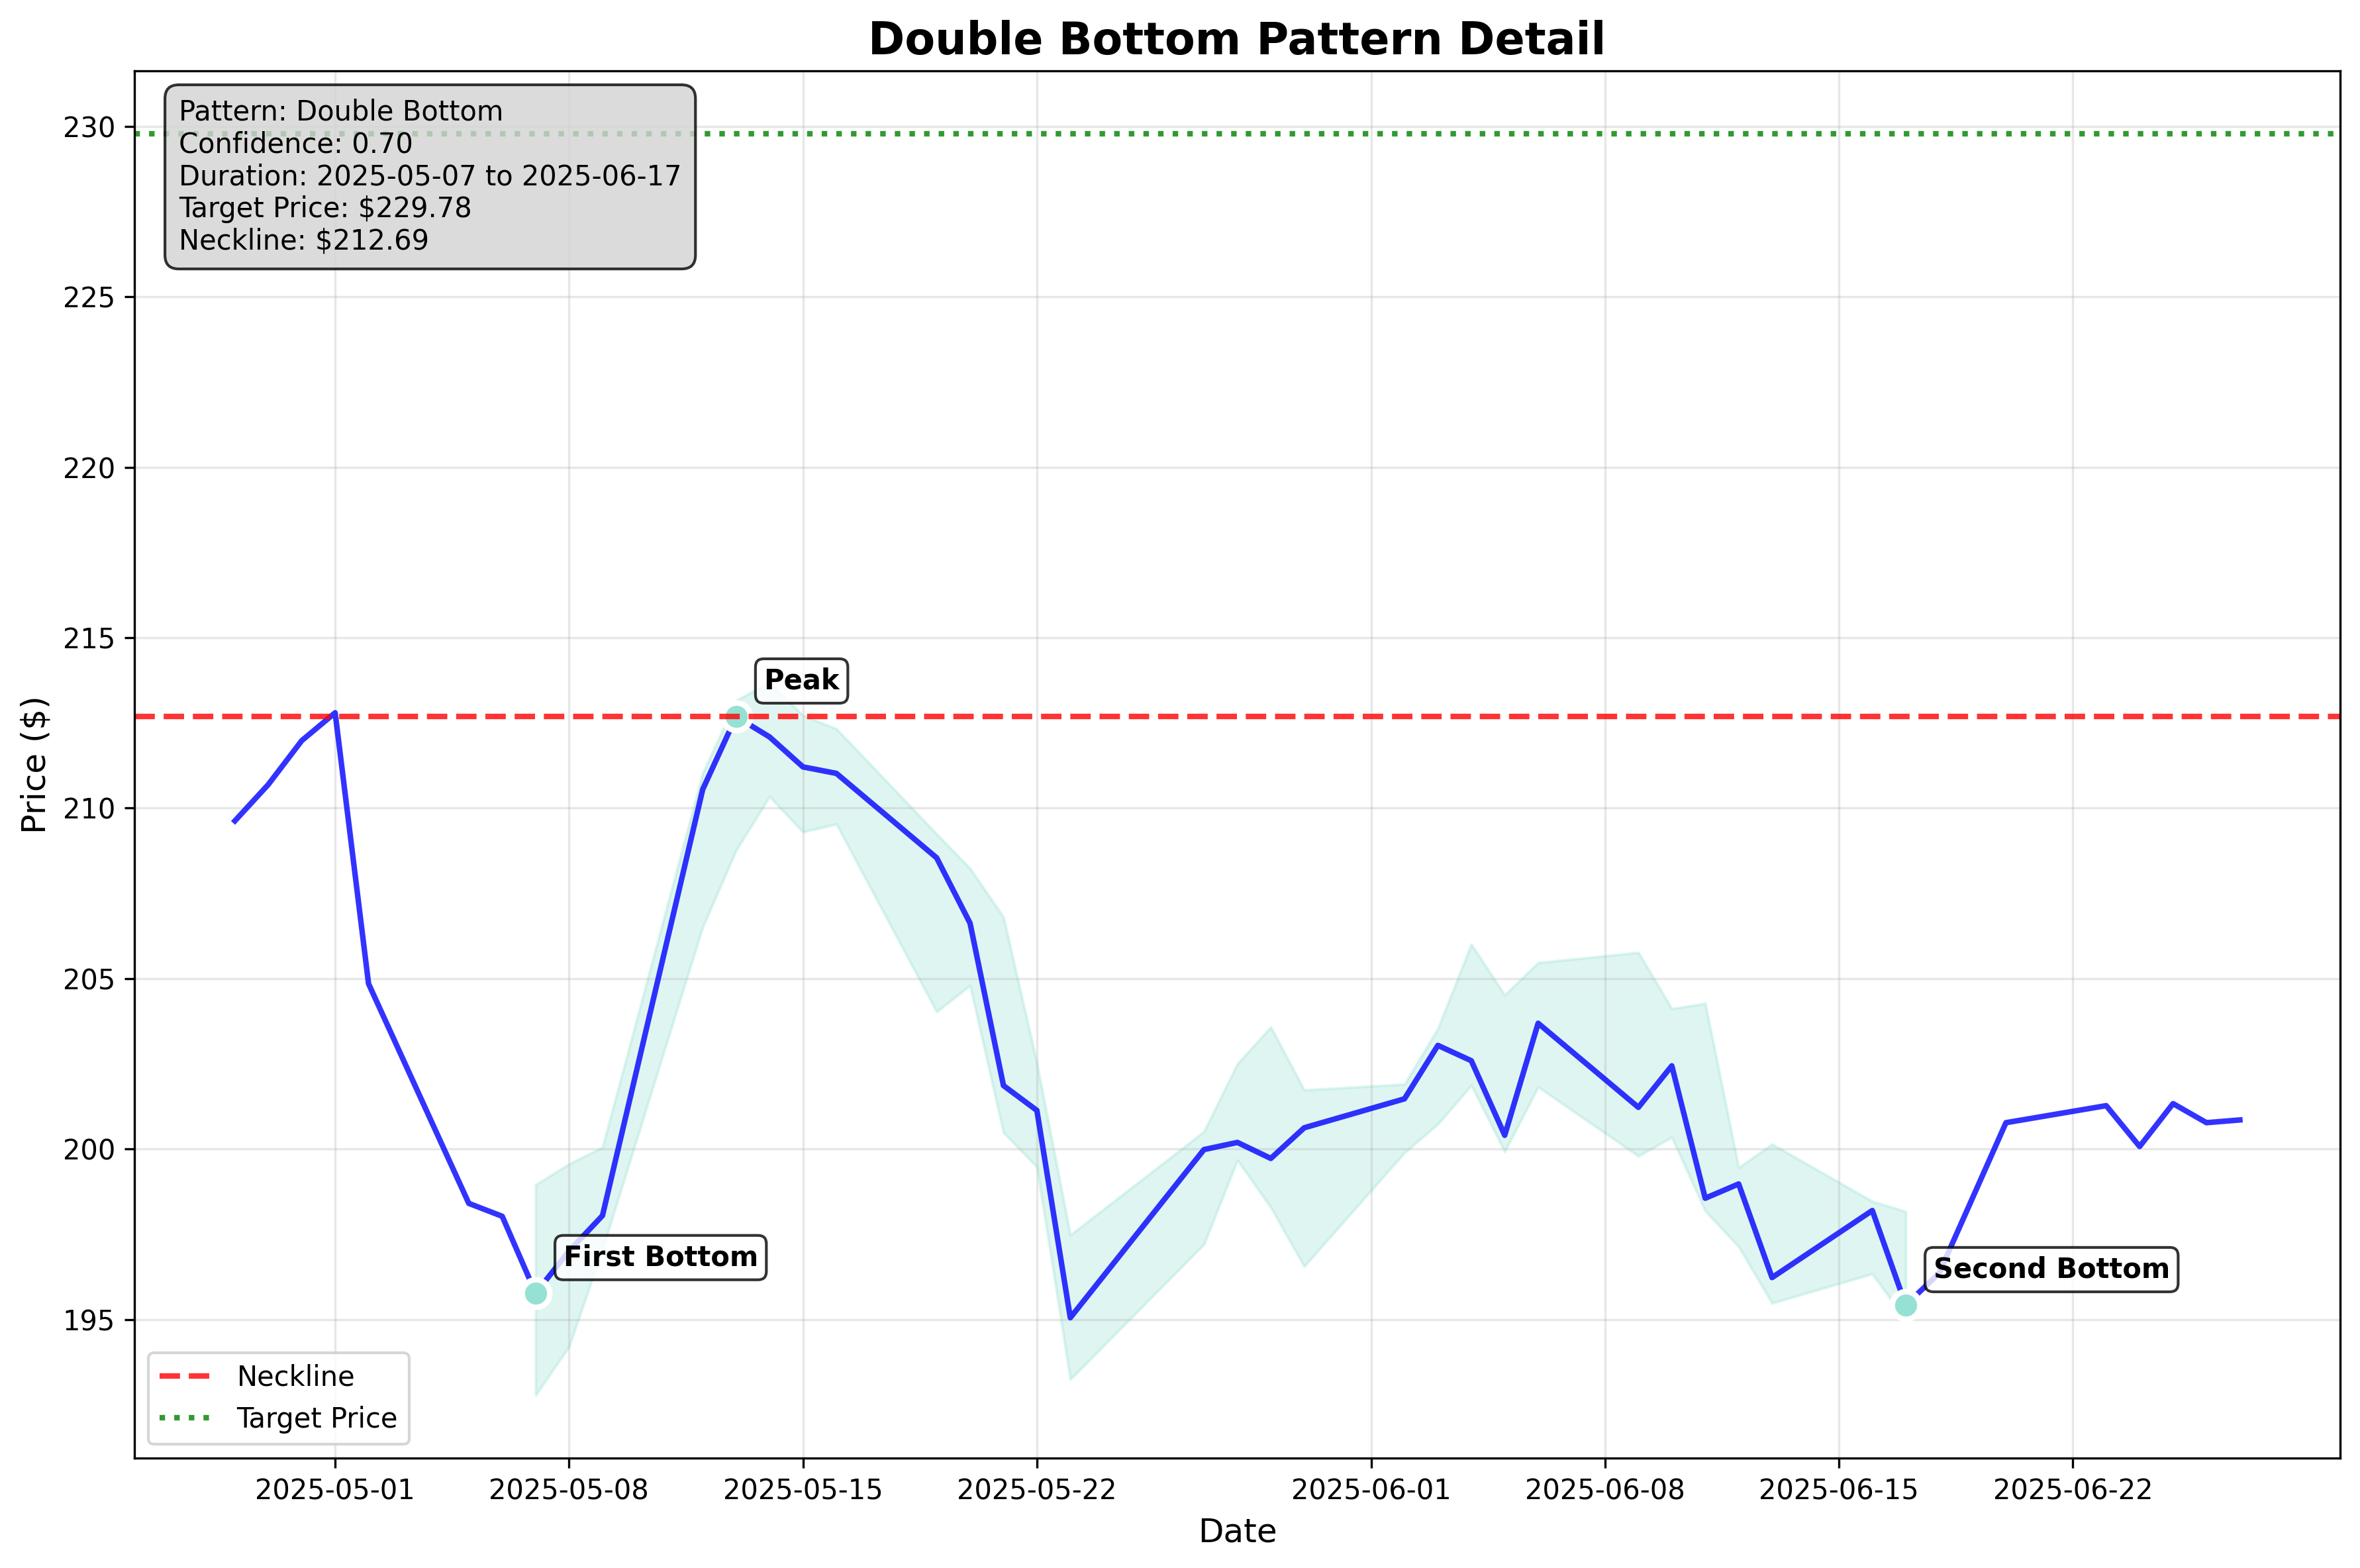 Double Bottom Pattern Detail
Pattern: Double Bottom
Confidence: 0.70
Duration: 2025-05-07 to 2025-06-17
Target Price: $229.78
Neckline: $212.69
230
225
220
215
210
205
200
195
Price ($)
Peak
First Bottom
Second Bottom
Neckline
Target Price
2025-05-01
2025-05-08
2025-05-15
2025-05-22
2025-06-01
2025-06-08
2025-06-15
2025-06-22
Date